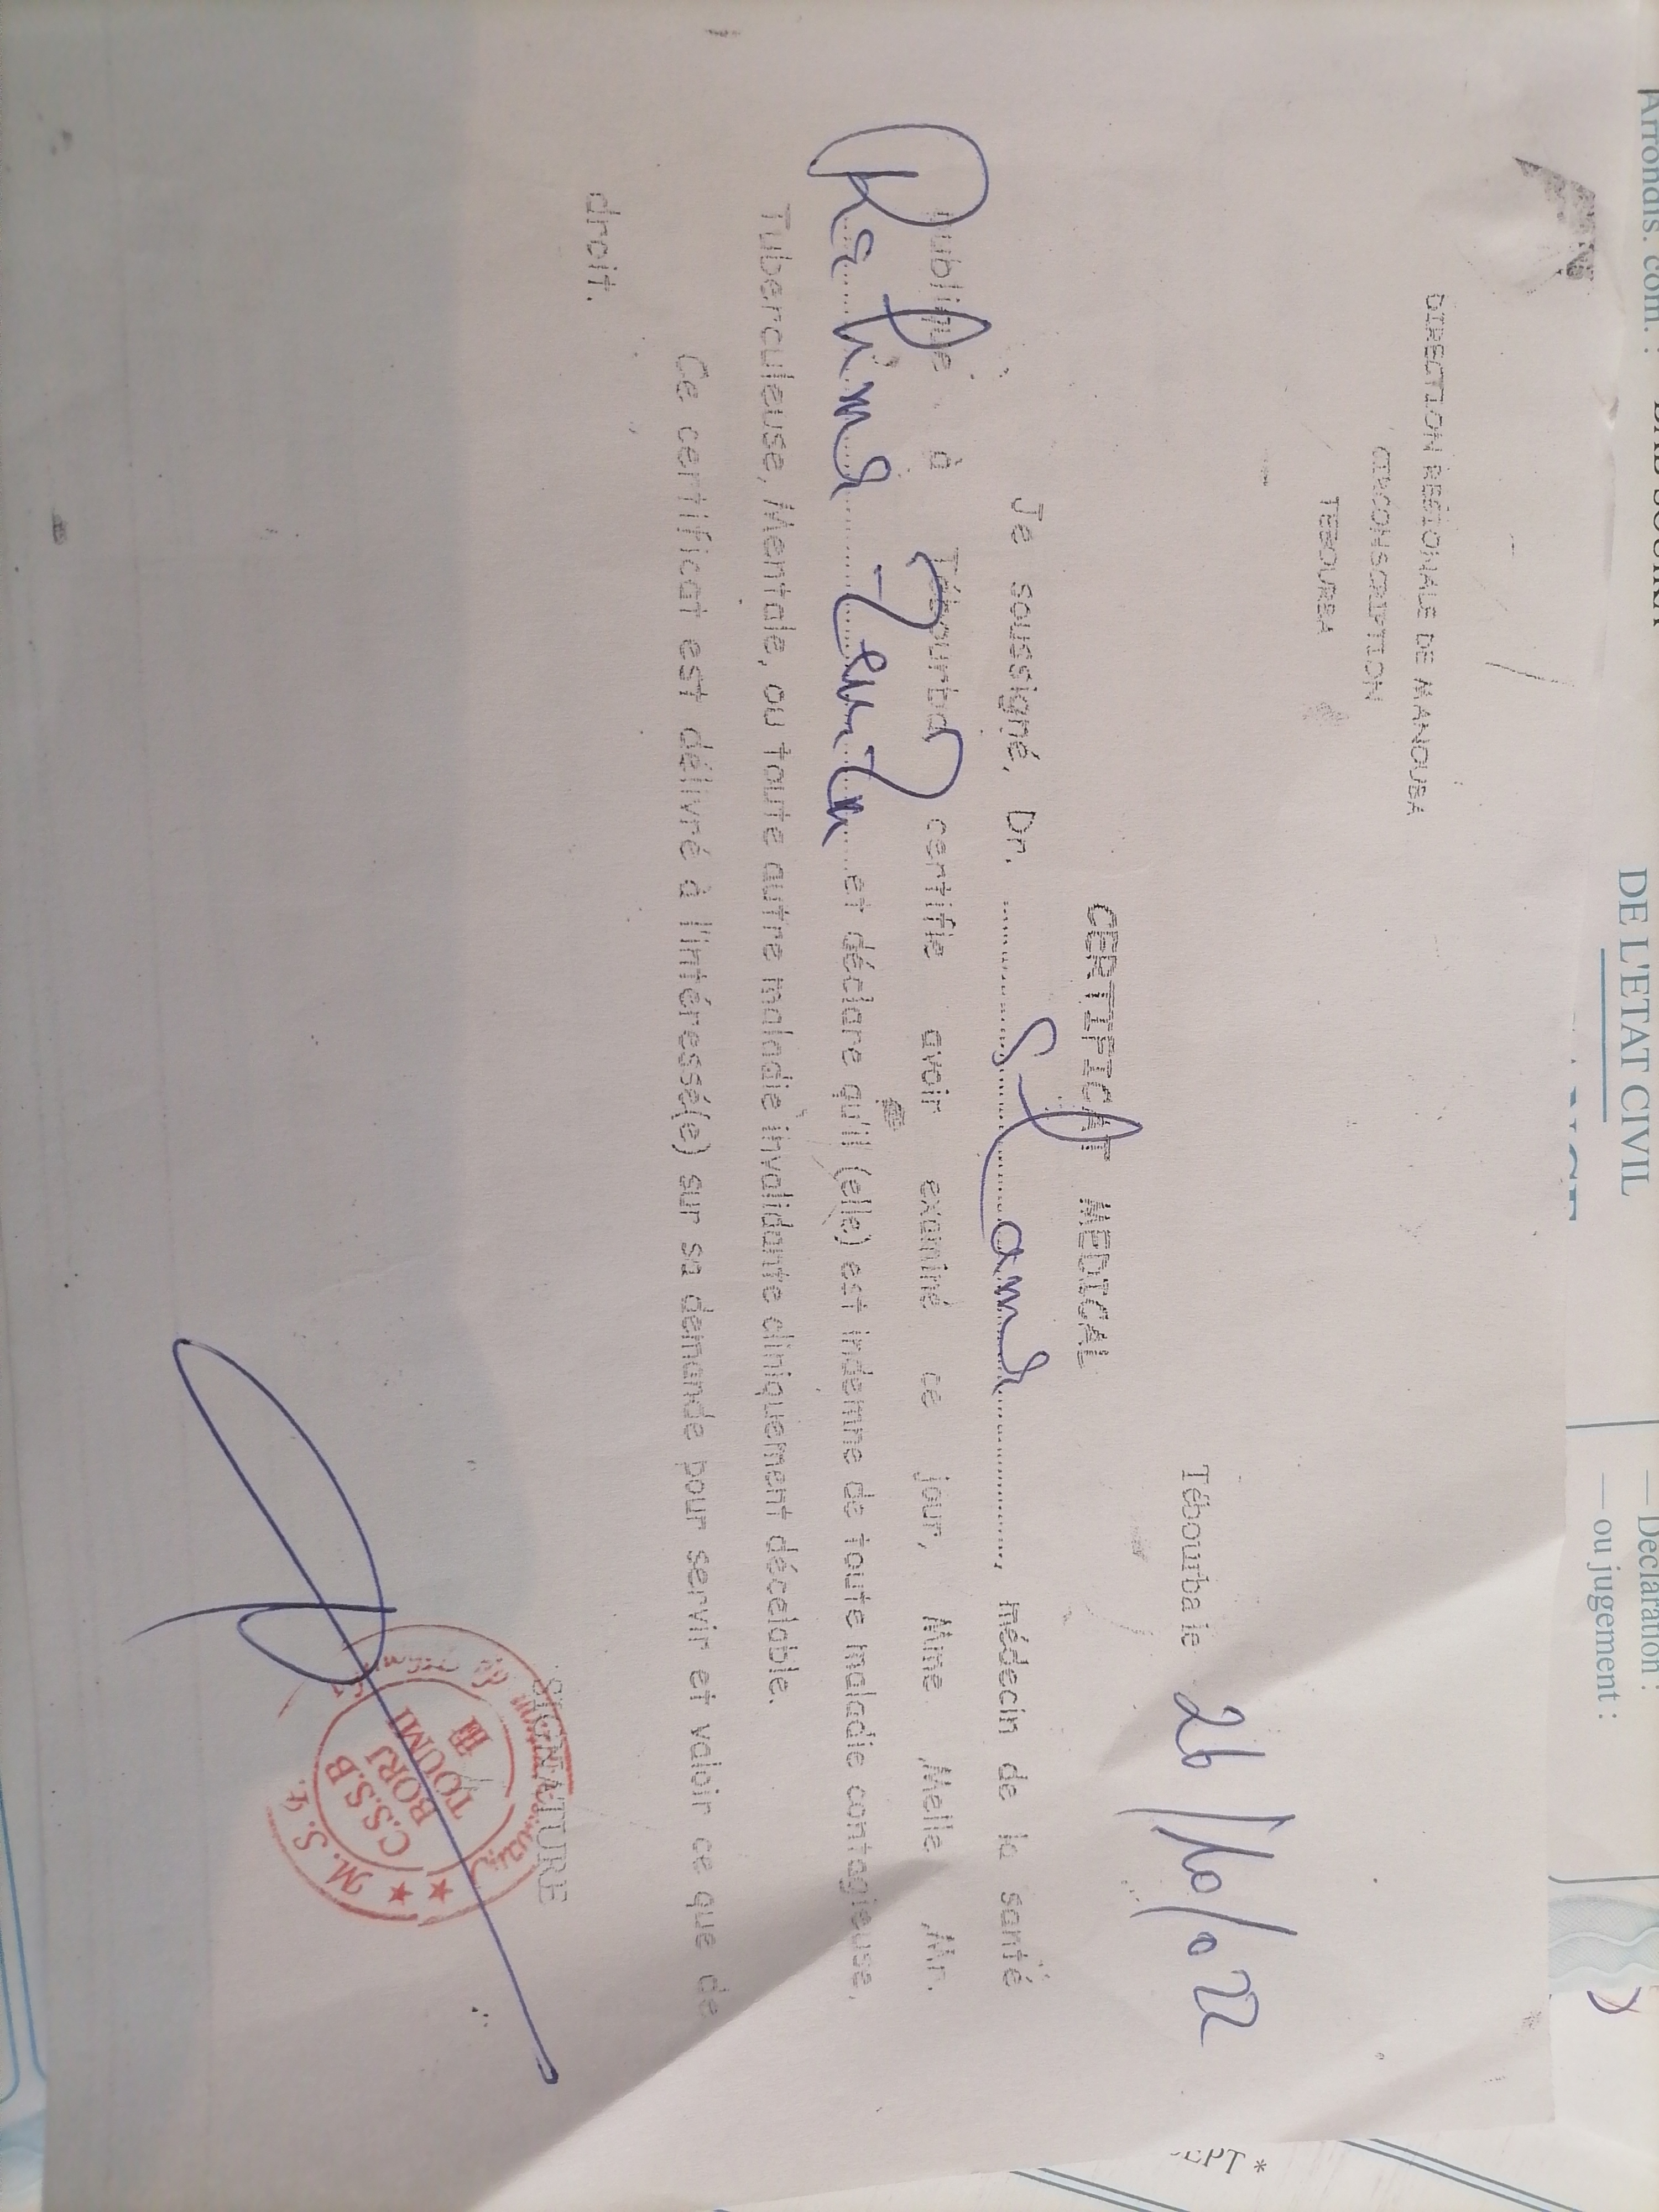 Arrondis. com. :
DE L'ETAT CIVIL
— Déclaration :
— ou jugement :
DIRECTION REGIONALE DE MANOUBA
CIRCONSCRIPTION
TEBOURBA
Tébourba le 26/10/022
CERTIFICAT MEDICAL
Je soussigné, Dr. ........................, médecin de la santé
publique à Tébourba certifie avoir examiné ce jour, Mme ,Melle ,Mr.
et déclare qu'il (elle) est indemne de toute maladie contagieuse,
Tuberculeuse, Mentale, ou toute autre maladie invalidante cliniquement décelable.
Ce certificat est délivré à l'intéressé(e) sur sa demande pour servir et valoir ce que de
droit.
SIGNATURE
C.S.S.B
BORJ
TOUMI
M. S. P.